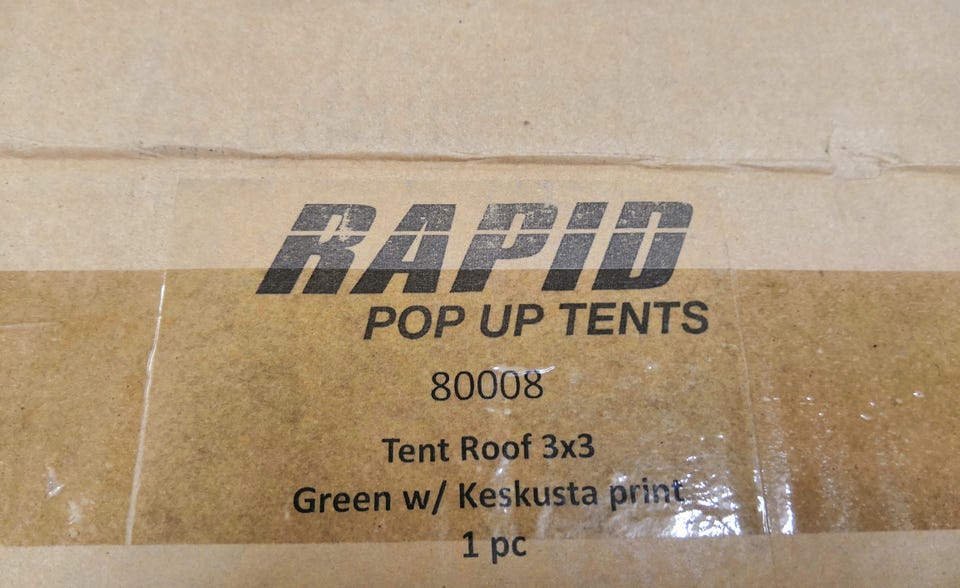 RAPID
POP UP TENTS
80008
Tent Roof 3x3
Green w/ Keskusta print
1 pc